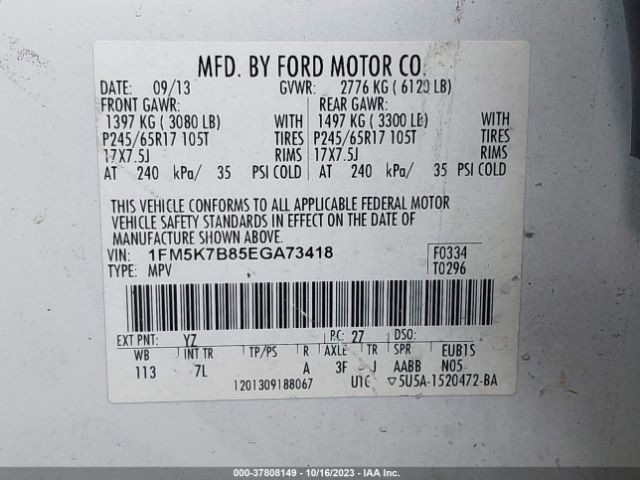 MFD. BY FORD MOTOR CO.
DATE: 09/13 GVWR: 2776 KG ( 6120 LB)
FRONT GAWR: REAR GAWR:
1397 KG ( 3080 LB) WITH 1497 KG ( 3300 LB) WITH
P245/65R17 105T TIRES P245/65R17 105T TIRES
17X7.5J RIMS 17X7.5J RIMS
AT 240 kPa/ 35 PSI COLD AT 240 kPa/ 35 PSI COLD
THIS VEHICLE CONFORMS TO ALL APPLICABLE FEDERAL MOTOR
VEHICLE SAFETY STANDARDS IN EFFECT ON THE DATE OF
MANUFACTURE SHOWN ABOVE.
VIN: 1FM5K7B85EGA73418 F0334
TYPE: MPV T0296
EXT PNT: YZ P.C: 27 DSO:
WB INT TR TP/PS R AXLE TR SPR EUB1S
113 7L A 3F J AABB N05
1201309188067 UTC ▽5U5A-1520472-BA
000-37808149 | 10/16/2023 | IAA Inc.